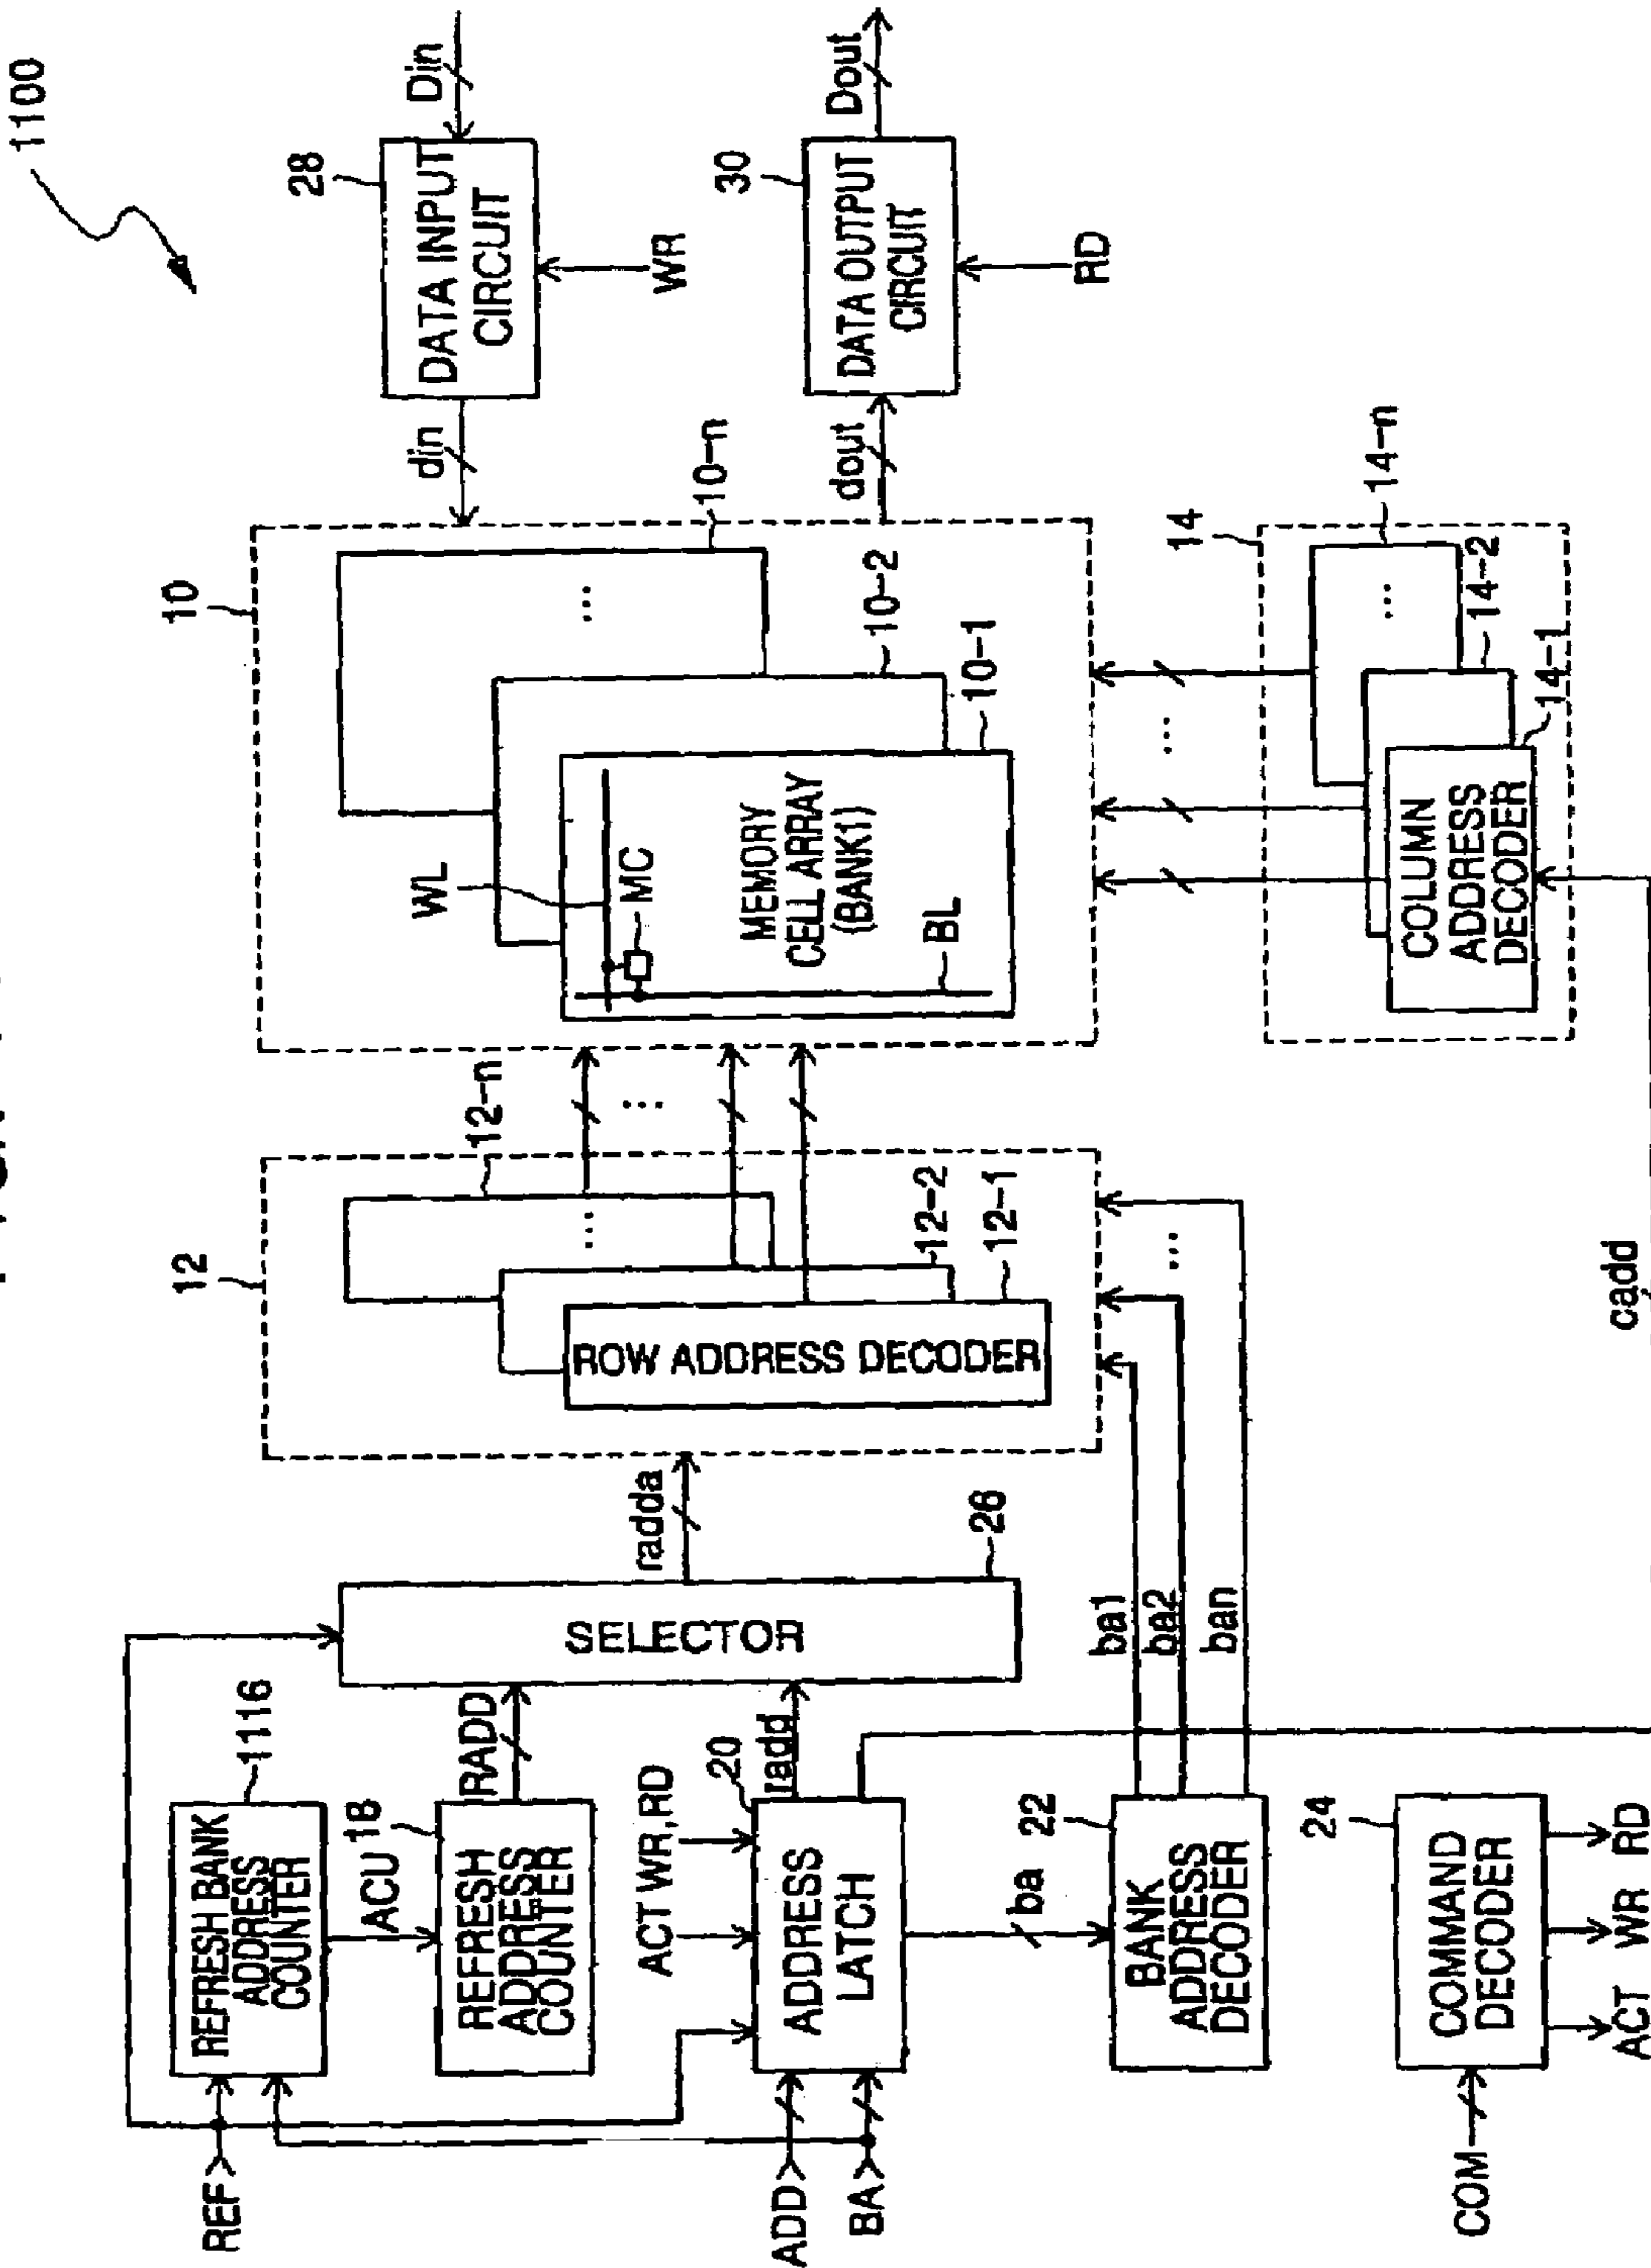 1100
REF
ADD
BA
COM
REFRESH BANK
ADDRESS
COUNTER
1116
ACU
18
REFRESH
ADDRESS
COUNTER
IRADD
ACT WR,RD
20
ADDRESS
LATCH
radd
ba
22
BANK
ADDRESS
DECODER
24
COMMAND
DECODER
ACT WR RD
SELECTOR
26
radda
ba1
ba2
ban
12
12-n
...
12-2
12-1
ROW ADDRESS DECODER
...
...
cadd
10
10-n
...
10-2
10-1
WL
MC
MEMORY
CELL ARRAY
(BANK1)
BL
...
14
14-n
...
14-2
14-1
COLUMN
ADDRESS
DECODER
din
28
DATA INPUT
CIRCUIT
Din
WR
dout
30
DATA OUTPUT
CIRCUIT
Dout
RD